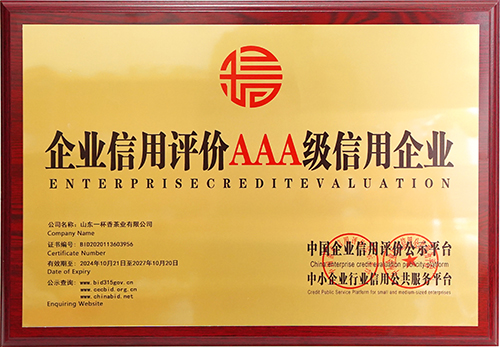 企业信用评价AAA级信用企业
ENTERPRISECREDITEVALUATION
公司名称：山东一杯香茶业有限公司
Company Name
证书编号：BID2020113603956
Certificate Number
有效期至：2024年10月21日至2027年10月20日
Date of Expiry
公示查询：www.bid315gov.cn
www.cecbid.org.cn
www.chinabid.net
Enquiring Website
中国企业信用评价公示平台
China enterprise credit evaluation publicity platform
中小企业行业信用公共服务平台
Credit Public Service Platform for small and medium-sized enterprises